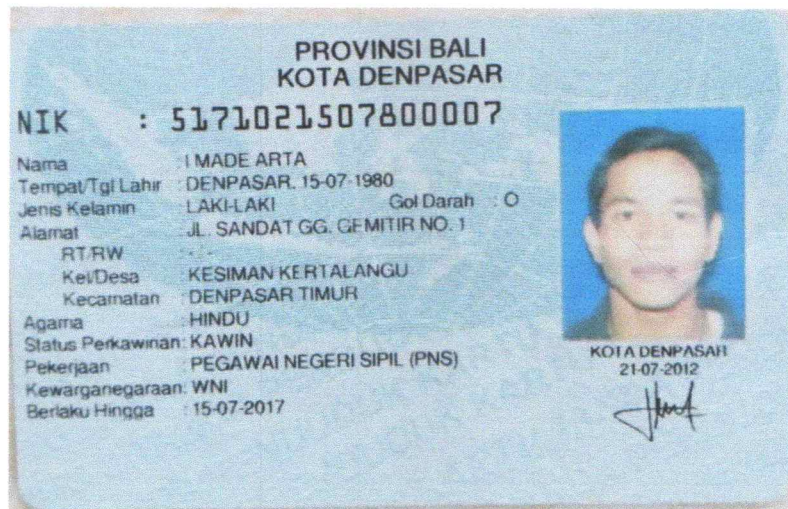 PROVINSI BALI
KOTA DENPASAR
NIK : 5171021507800007
Nama : I MADE ARTA
Tempat/Tgl Lahir : DENPASAR, 15-07-1980
Jenis Kelamin : LAKI-LAKI Gol Darah : O
Alamat : JL. SANDAT GG. GEMITIR NO. 1
RT/RW : - / -
Kel/Desa : KESIMAN KERTALANGU
Kecamatan : DENPASAR TIMUR
Agama : HINDU
Status Perkawinan: KAWIN
Pekerjaan : PEGAWAI NEGERI SIPIL (PNS)
Kewarganegaraan: WNI
Berlaku Hingga : 15-07-2017
KOTA DENPASAR
21-07-2012